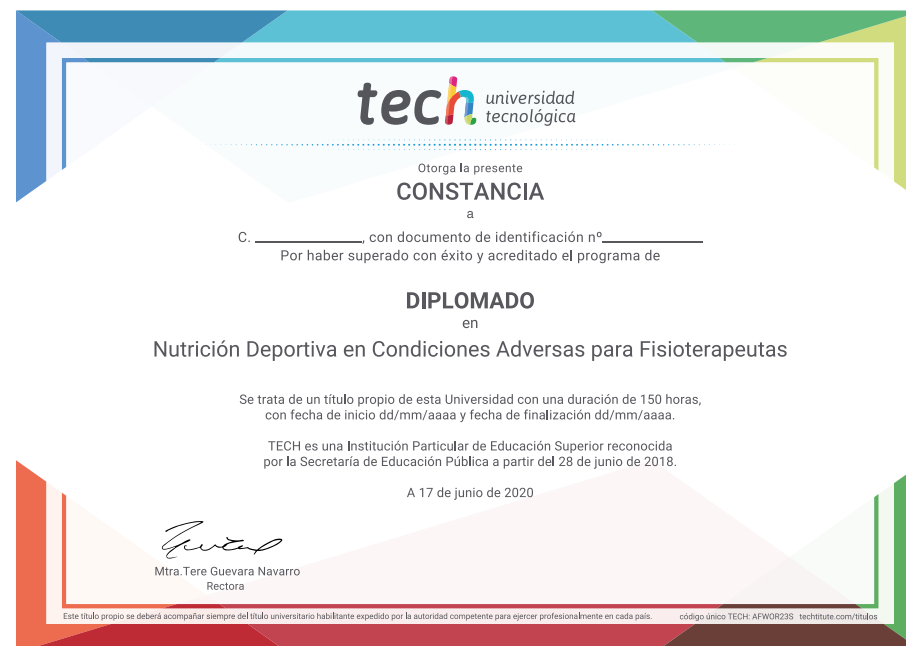 tech universidad
tecnológica
Otorga la presente
CONSTANCIA
a
C. ______________, con documento de identificación nº_____________
Por haber superado con éxito y acreditado el programa de
DIPLOMADO
en
Nutrición Deportiva en Condiciones Adversas para Fisioterapeutas
Se trata de un título propio de esta Universidad con una duración de 150 horas,
con fecha de inicio dd/mm/aaaa y fecha de finalización dd/mm/aaaa.
TECH es una Institución Particular de Educación Superior reconocida
por la Secretaría de Educación Pública a partir del 28 de junio de 2018.
A 17 de junio de 2020
Mtra.Tere Guevara Navarro
Rectora
Este título propio se deberá acompañar siempre del título universitario habilitante expedido por la autoridad competente para ejercer profesionalmente en cada país. código único TECH: AFWOR23S techtitute.com/titulos